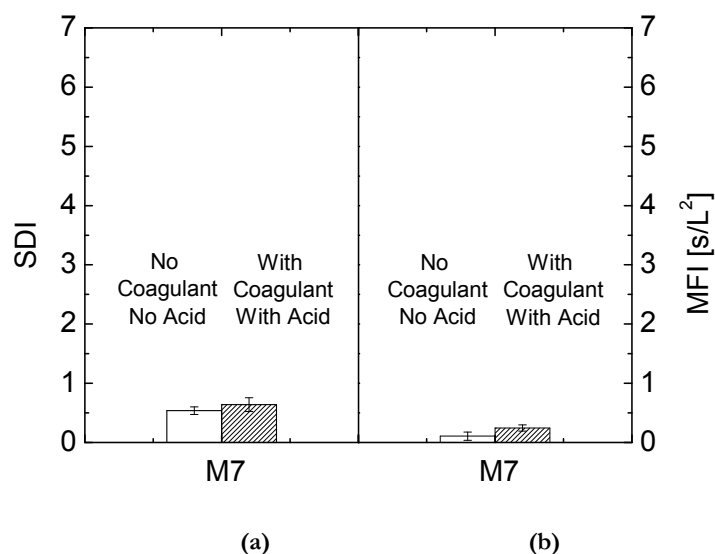 7
6
5
4
3
2
1
0
SDI
No
Coagulant
No Acid
With
Coagulant
With Acid
M7
(a)
No
Coagulant
No Acid
With
Coagulant
With Acid
M7
(b)
7
6
5
4
3
2
1
0
MFI [s/L²]